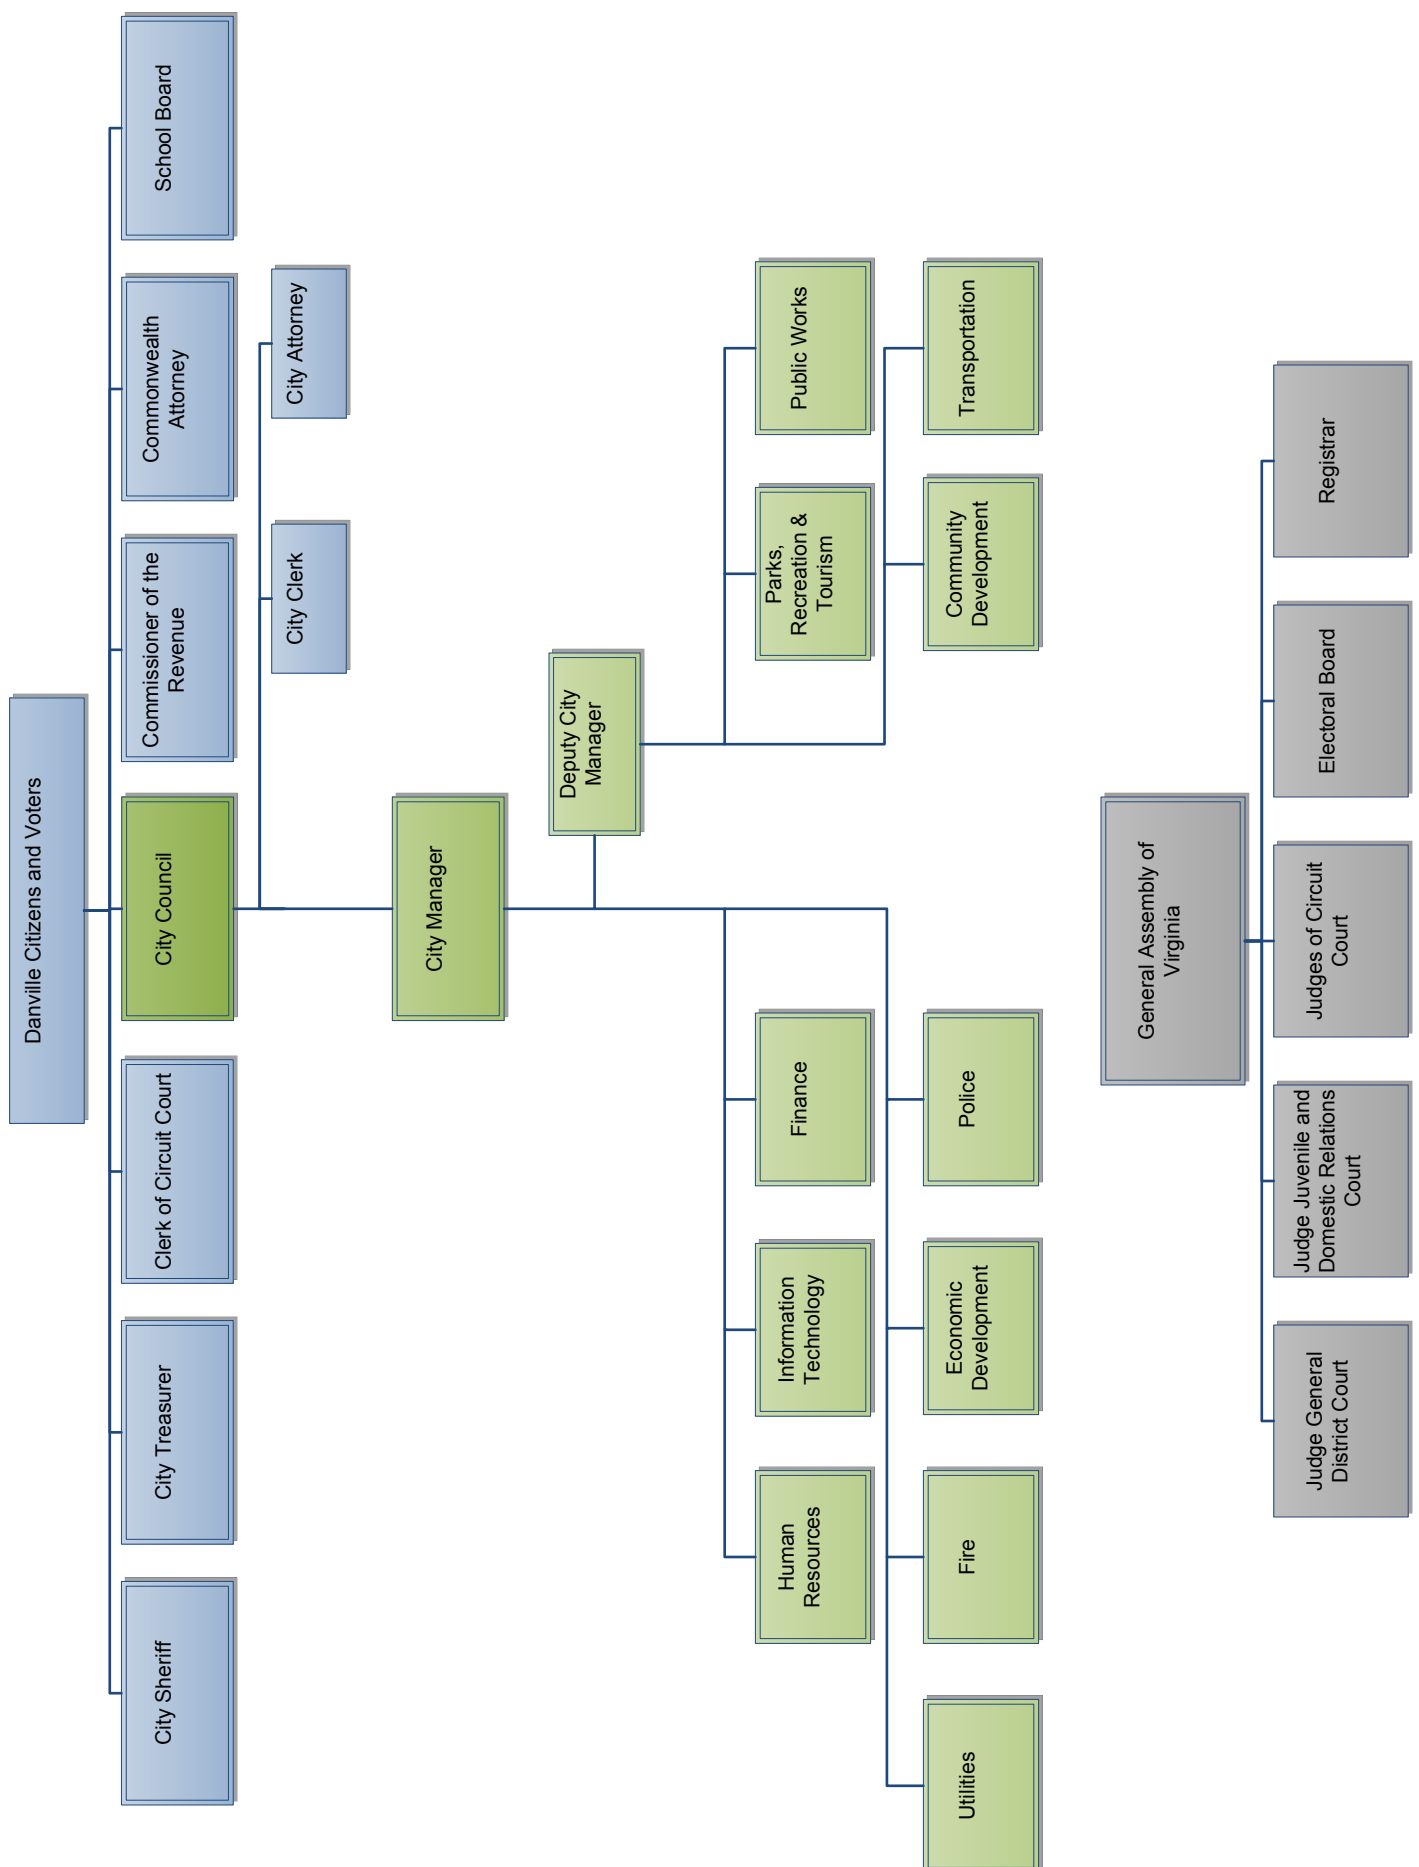 Danville Citizens and Voters
City Sheriff
City Treasurer
Clerk of Circuit Court
City Council
Commissioner of the
Revenue
Commonwealth
Attorney
School Board
City Clerk
City Attorney
City Manager
Deputy City
Manager
Human
Resources
Information
Technology
Finance
Parks,
Recreation &
Tourism
Public Works
Utilities
Fire
Economic
Development
Police
Community
Development
Transportation
General Assembly of
Virginia
Judge General
District Court
Judge Juvenile and
Domestic Relations
Court
Judges of Circuit
Court
Electoral Board
Registrar